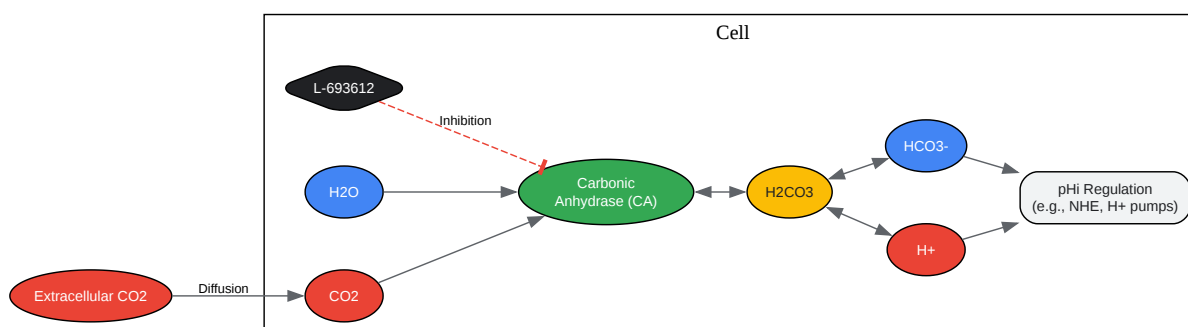 Cell
L-693612
Inhibition
H2O
Carbonic
Anhydrase (CA)
H2CO3
HCO3-
pHi Regulation
(e.g., NHE, H+ pumps)
H+
Extracellular CO2
Diffusion
CO2